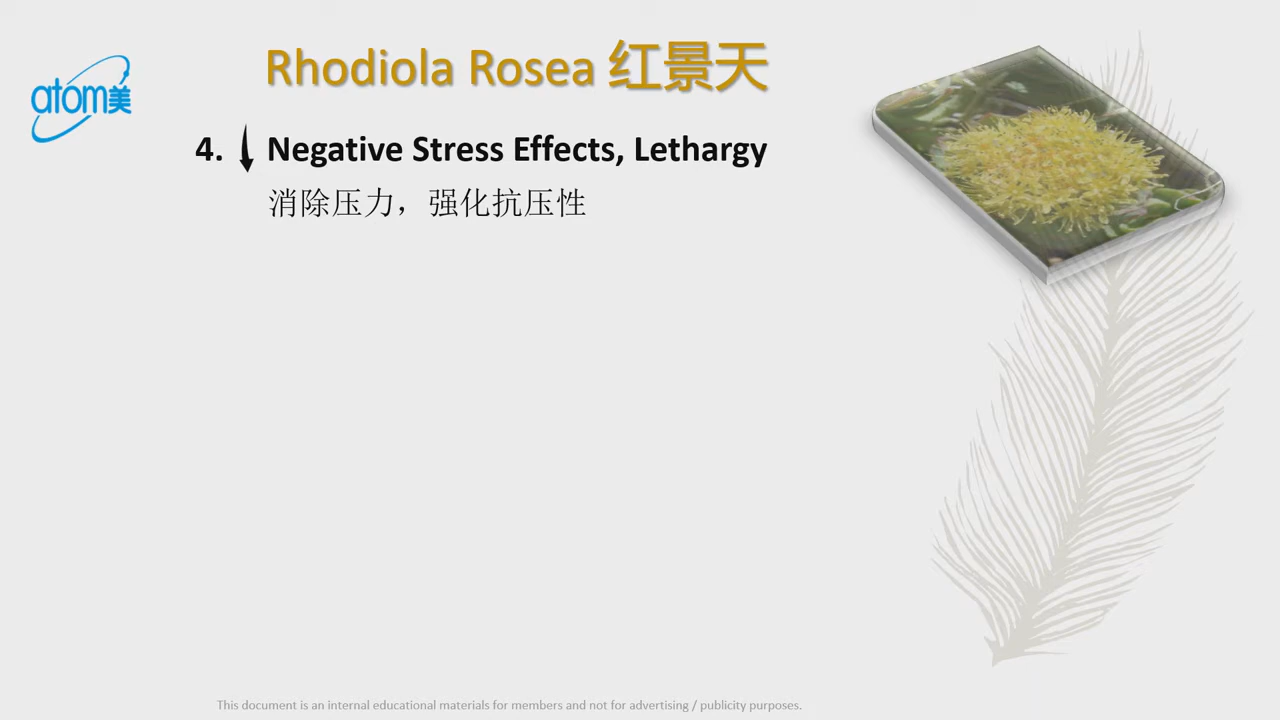 Rhodiola Rosea 红景天
atom美
4. Negative Stress Effects, Lethargy
消除压力，强化抗压性
This document is an internal educational materials for members and not for advertising / publicity purposes.